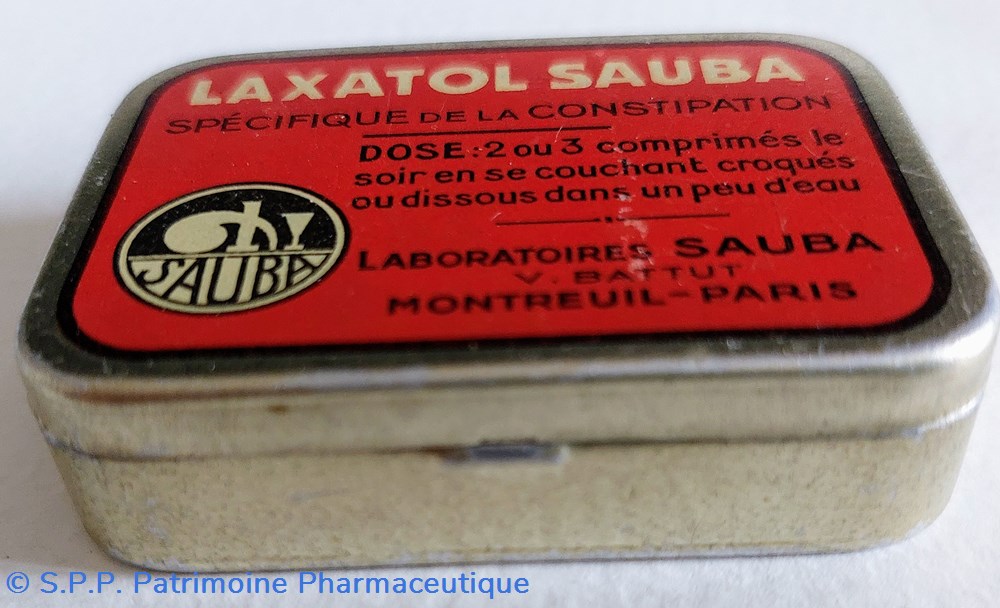 LAXATOL SAUBA
SPÉCIFIQUE DE LA CONSTIPATION
DOSE: 2 ou 3 comprimés le
soir en se couchant croqués
ou dissous dans un peu d'eau
SAUBA
LABORATOIRES SAUBA
V. BATTUT
MONTREUIL-PARIS
© S.P.P. Patrimoine Pharmaceutique